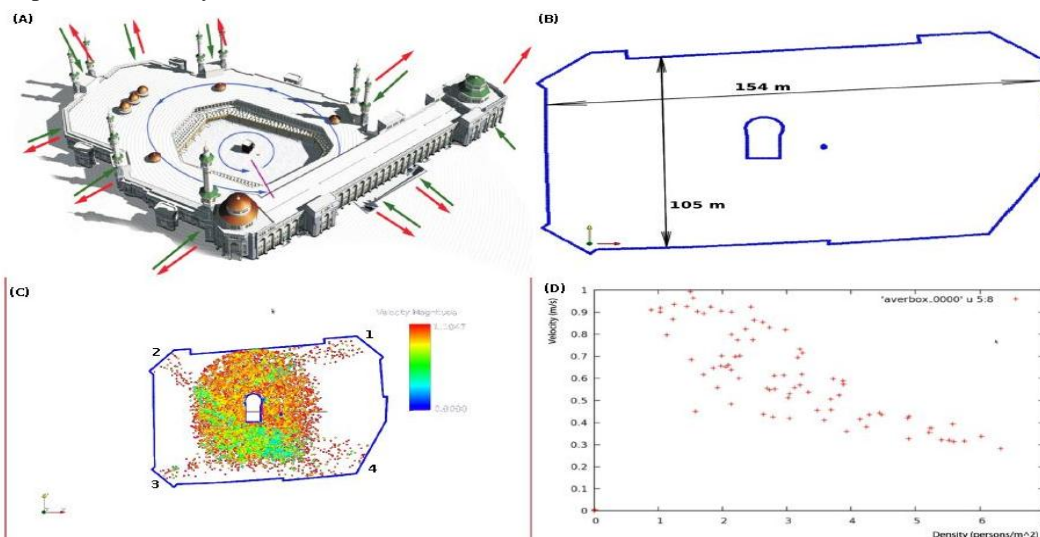 (A)
(B)
154 m
105 m
(C)
Velocity Magnitude
0.0000
1
2
3
4
(D)
'averbox.0000' u 5:8
Velocity(m/s)
1
0.9
0.8
0.7
0.6
0.5
0.4
0.3
0.2
0.1
0
0
1
2
3
4
5
6
Density (persons/m^2)